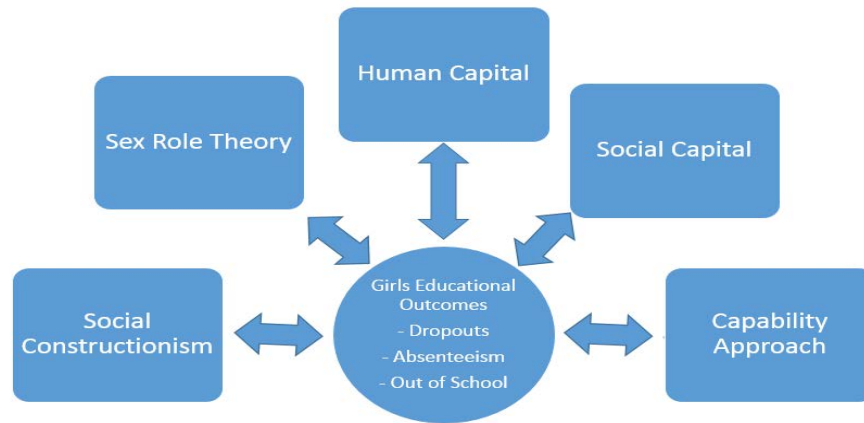 Human Capital
Sex Role Theory
Social Capital
Social
Constructionism
Girls Educational
Outcomes
- Dropouts
- Absenteeism
- Out of School
Capability
Approach